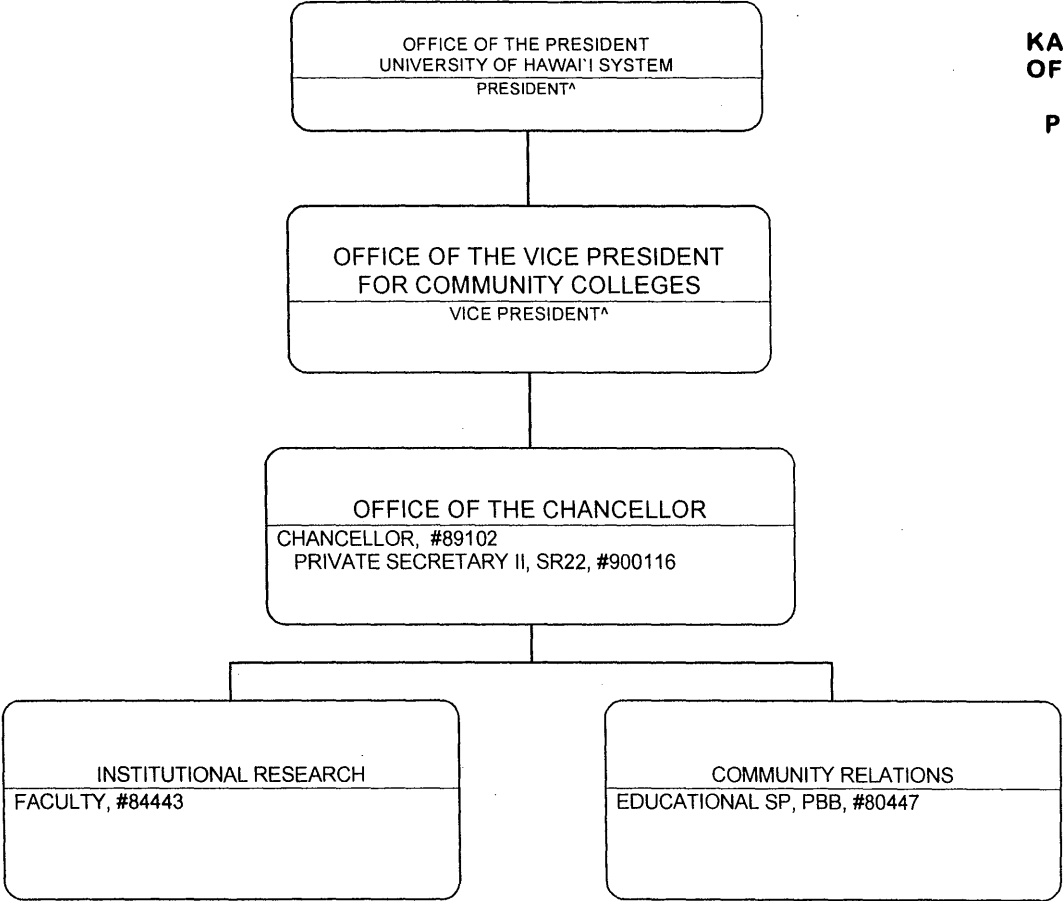 OFFICE OF THE PRESIDENT
UNIVERSITY OF HAWAI`I SYSTEM
PRESIDENT^
KA
OF
P
OFFICE OF THE VICE PRESIDENT
FOR COMMUNITY COLLEGES
VICE PRESIDENT^
OFFICE OF THE CHANCELLOR
CHANCELLOR, #89102
PRIVATE SECRETARY II, SR22, #900116
INSTITUTIONAL RESEARCH
FACULTY, #84443
COMMUNITY RELATIONS
EDUCATIONAL SP, PBB, #80447